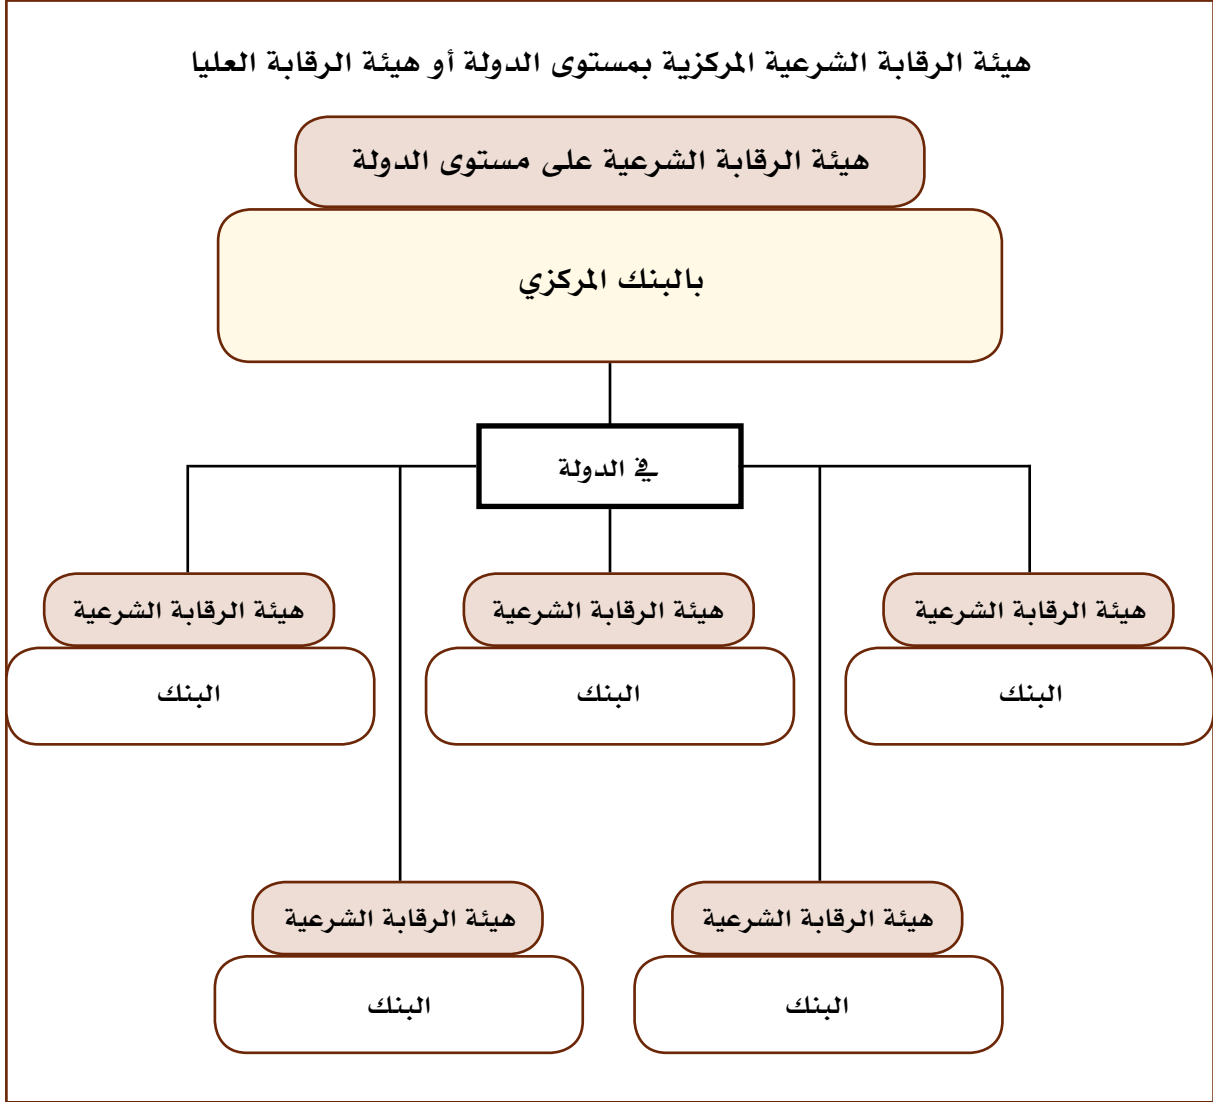 هيئة الرقابة الشرعية المركزية بمستوى الدولة أو هيئة الرقابة العليا
هيئة الرقابة الشرعية على مستوى الدولة
بالبنك المركزي
في الدولة
هيئة الرقابة الشرعية
البنك
هيئة الرقابة الشرعية
البنك
هيئة الرقابة الشرعية
البنك
هيئة الرقابة الشرعية
البنك
هيئة الرقابة الشرعية
البنك